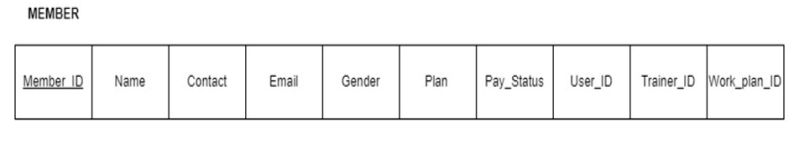 MEMBER
Member_ID Name Contact Email Gender Plan Pay_Status User_ID Trainer_ID Work_plan_ID